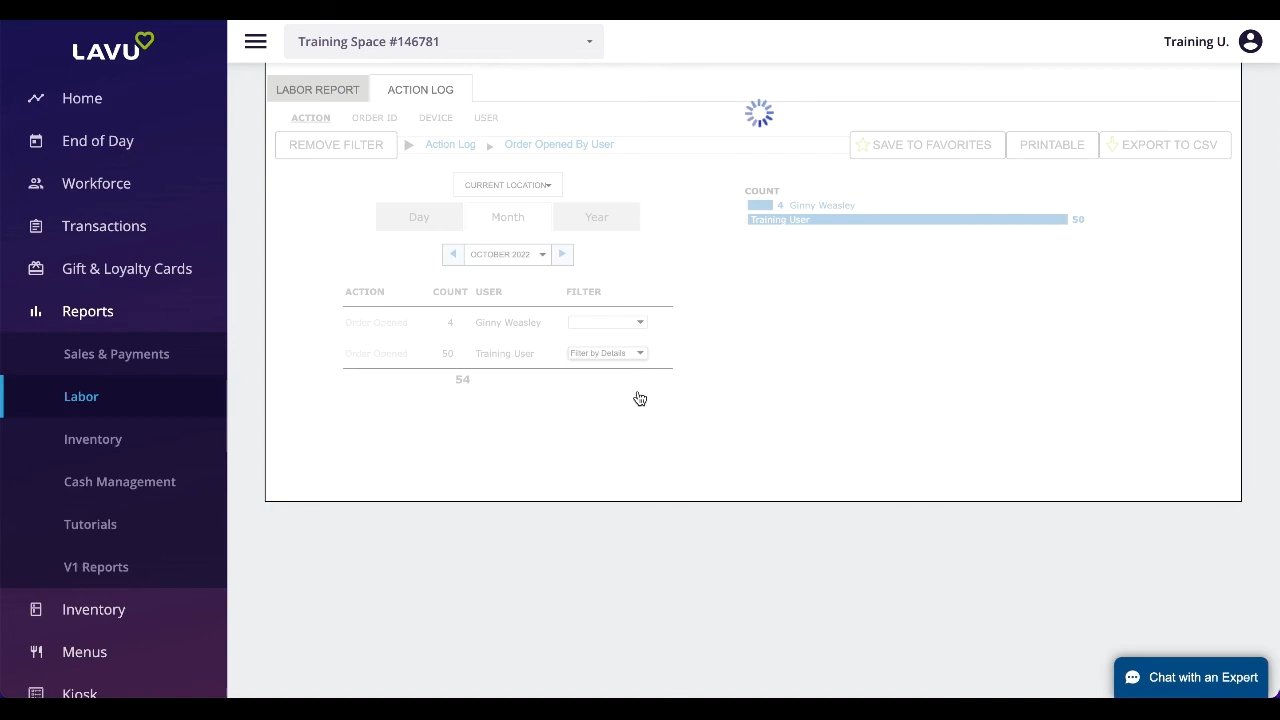 LAVU
Training Space #146781
Training U.
Home
End of Day
Workforce
Transactions
Gift & Loyalty Cards
Reports
Sales & Payments
Labor
Inventory
Cash Management
Tutorials
V1 Reports
Inventory
Menus
Kiosk
LABOR REPORT
ACTION LOG
ACTION ORDER ID DEVICE USER
REMOVE FILTER
Action Log
Order Opened By User
SAVE TO FAVORITES
PRINTABLE
EXPORT TO CSV
CURRENT LOCATION
Day Month Year
OCTOBER 2022
ACTION COUNT USER FILTER
Order Opened 4 Ginny Weasley
Order Opened 50 Training User Filter by Details
54
COUNT
4 Ginny Weasley
Training User 50
Chat with an Expert